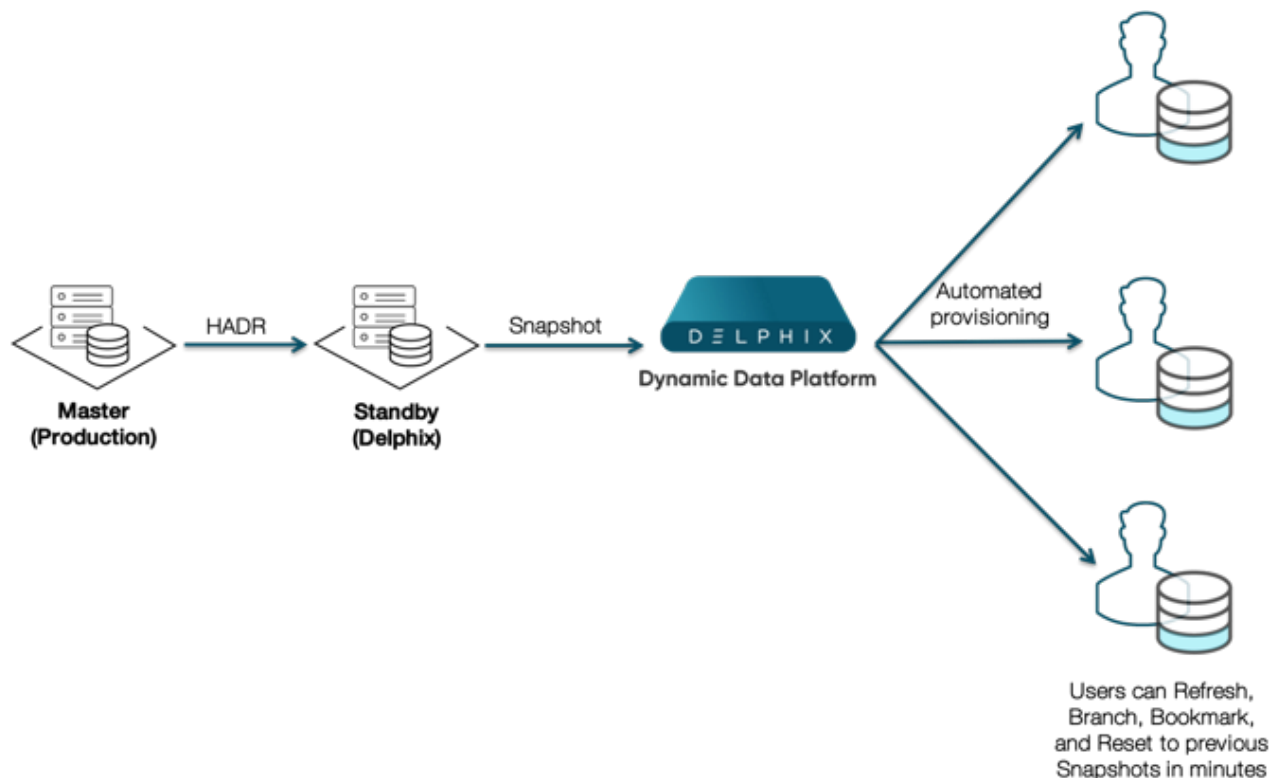 HADR
Snapshot
Automated
provisioning
DELPHIX
Dynamic Data Platform
Master
(Production)
Standby
(Delphix)
Users can Refresh,
Branch, Bookmark,
and Reset to previous
Snapshots in minutes